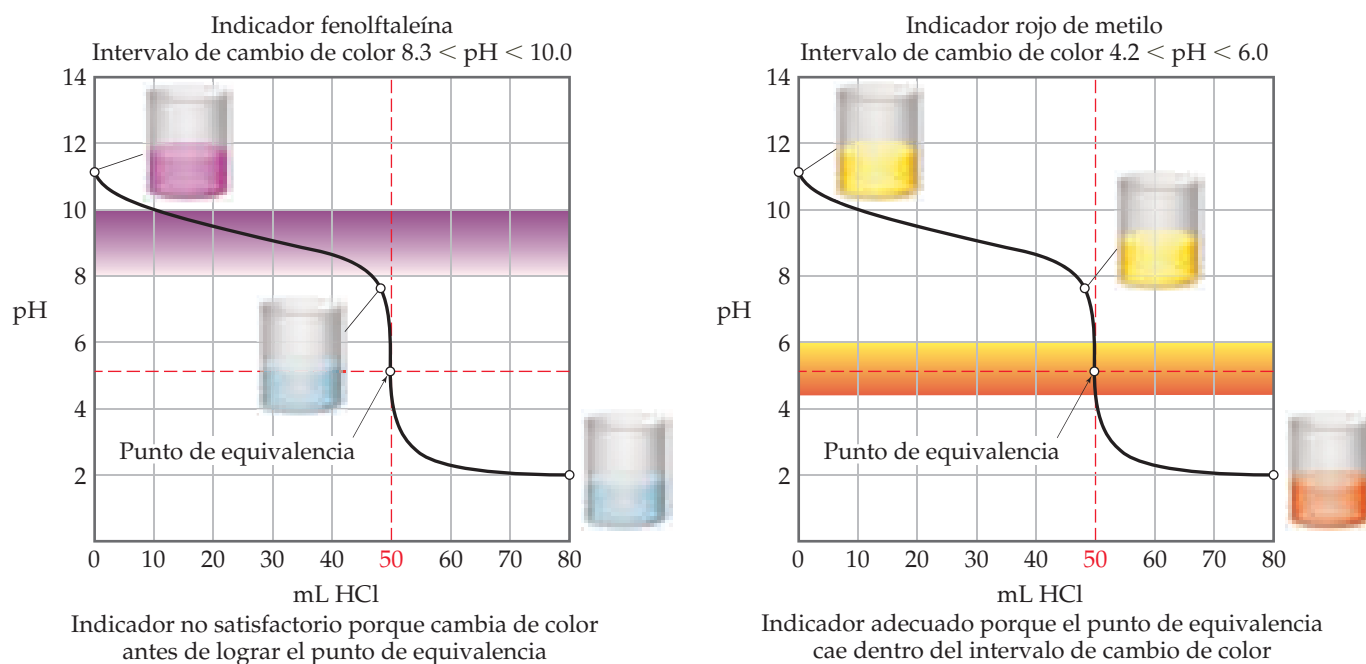 Indicador fenolftaleína
Intervalo de cambio de color 8.3 < pH < 10.0
14
12
10
8
6
4
2
pH
Punto de equivalencia
0 10 20 30 40 50 60 70 80
mL HCl
Indicador no satisfactorio porque cambia de color
antes de lograr el punto de equivalencia
Indicador rojo de metilo
Intervalo de cambio de color 4.2 < pH < 6.0
14
12
10
8
6
4
2
pH
Punto de equivalencia
0 10 20 30 40 50 60 70 80
mL HCl
Indicador adecuado porque el punto de equivalencia
cae dentro del intervalo de cambio de color